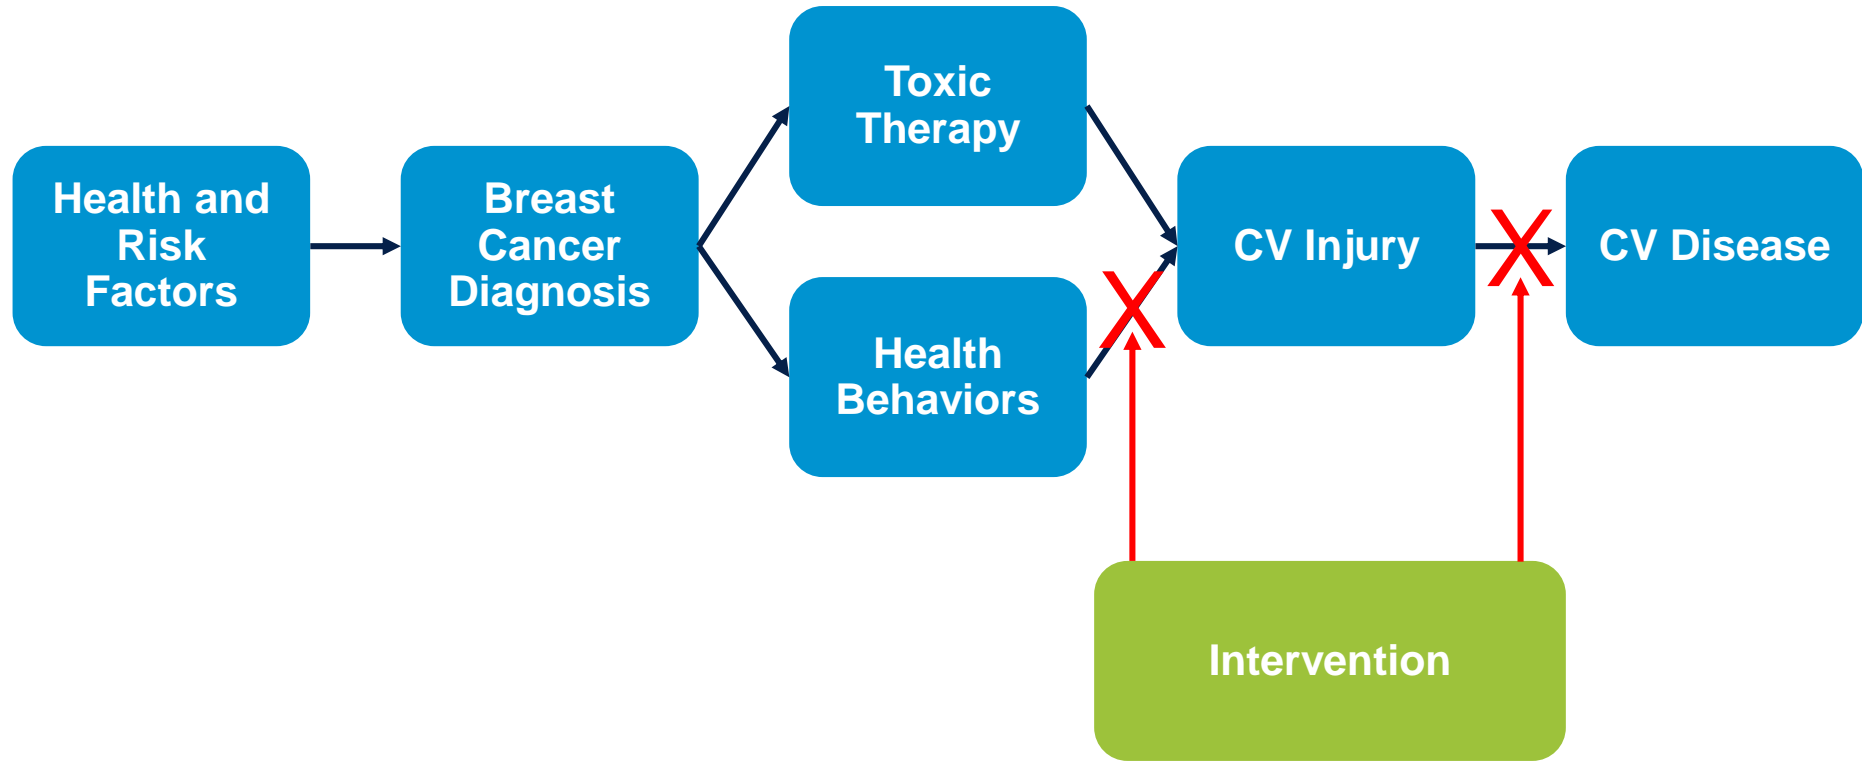 Toxic
Therapy
Health and
Risk
Factors
Breast
Cancer
Diagnosis
CV Injury
X
CV Disease
X
Health
Behaviors
Intervention